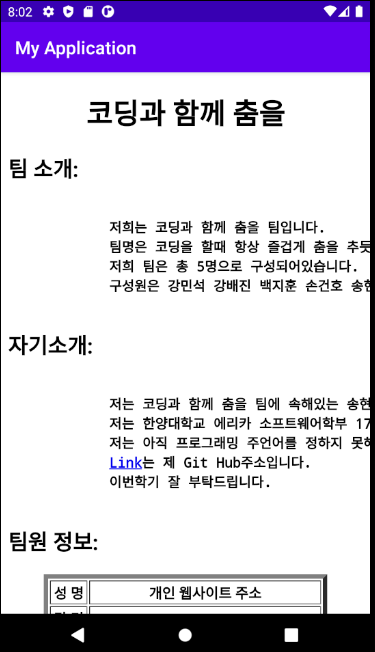 8:02
My Application
코딩과 함께 춤을
팀 소개:
저희는 코딩과 함께 춤을 팀입니다.
팀명은 코딩을 할때 항상 즐겁게 춤을 추듯
저희 팀은 총 5명으로 구성되어있습니다.
구성원은 강민석 강배진 백지훈 손건호 송현
자기소개:
저는 코딩과 함께 춤을 팀에 속해있는 송현
저는 한양대학교 에리카 소프트웨어학부 17
저는 아직 프로그래밍 주언어를 정하지 못해
Link는 제 Git Hub주소입니다.
이번학기 잘 부탁드립니다.
팀원 정보:
성 명 개인 웹사이트 주소